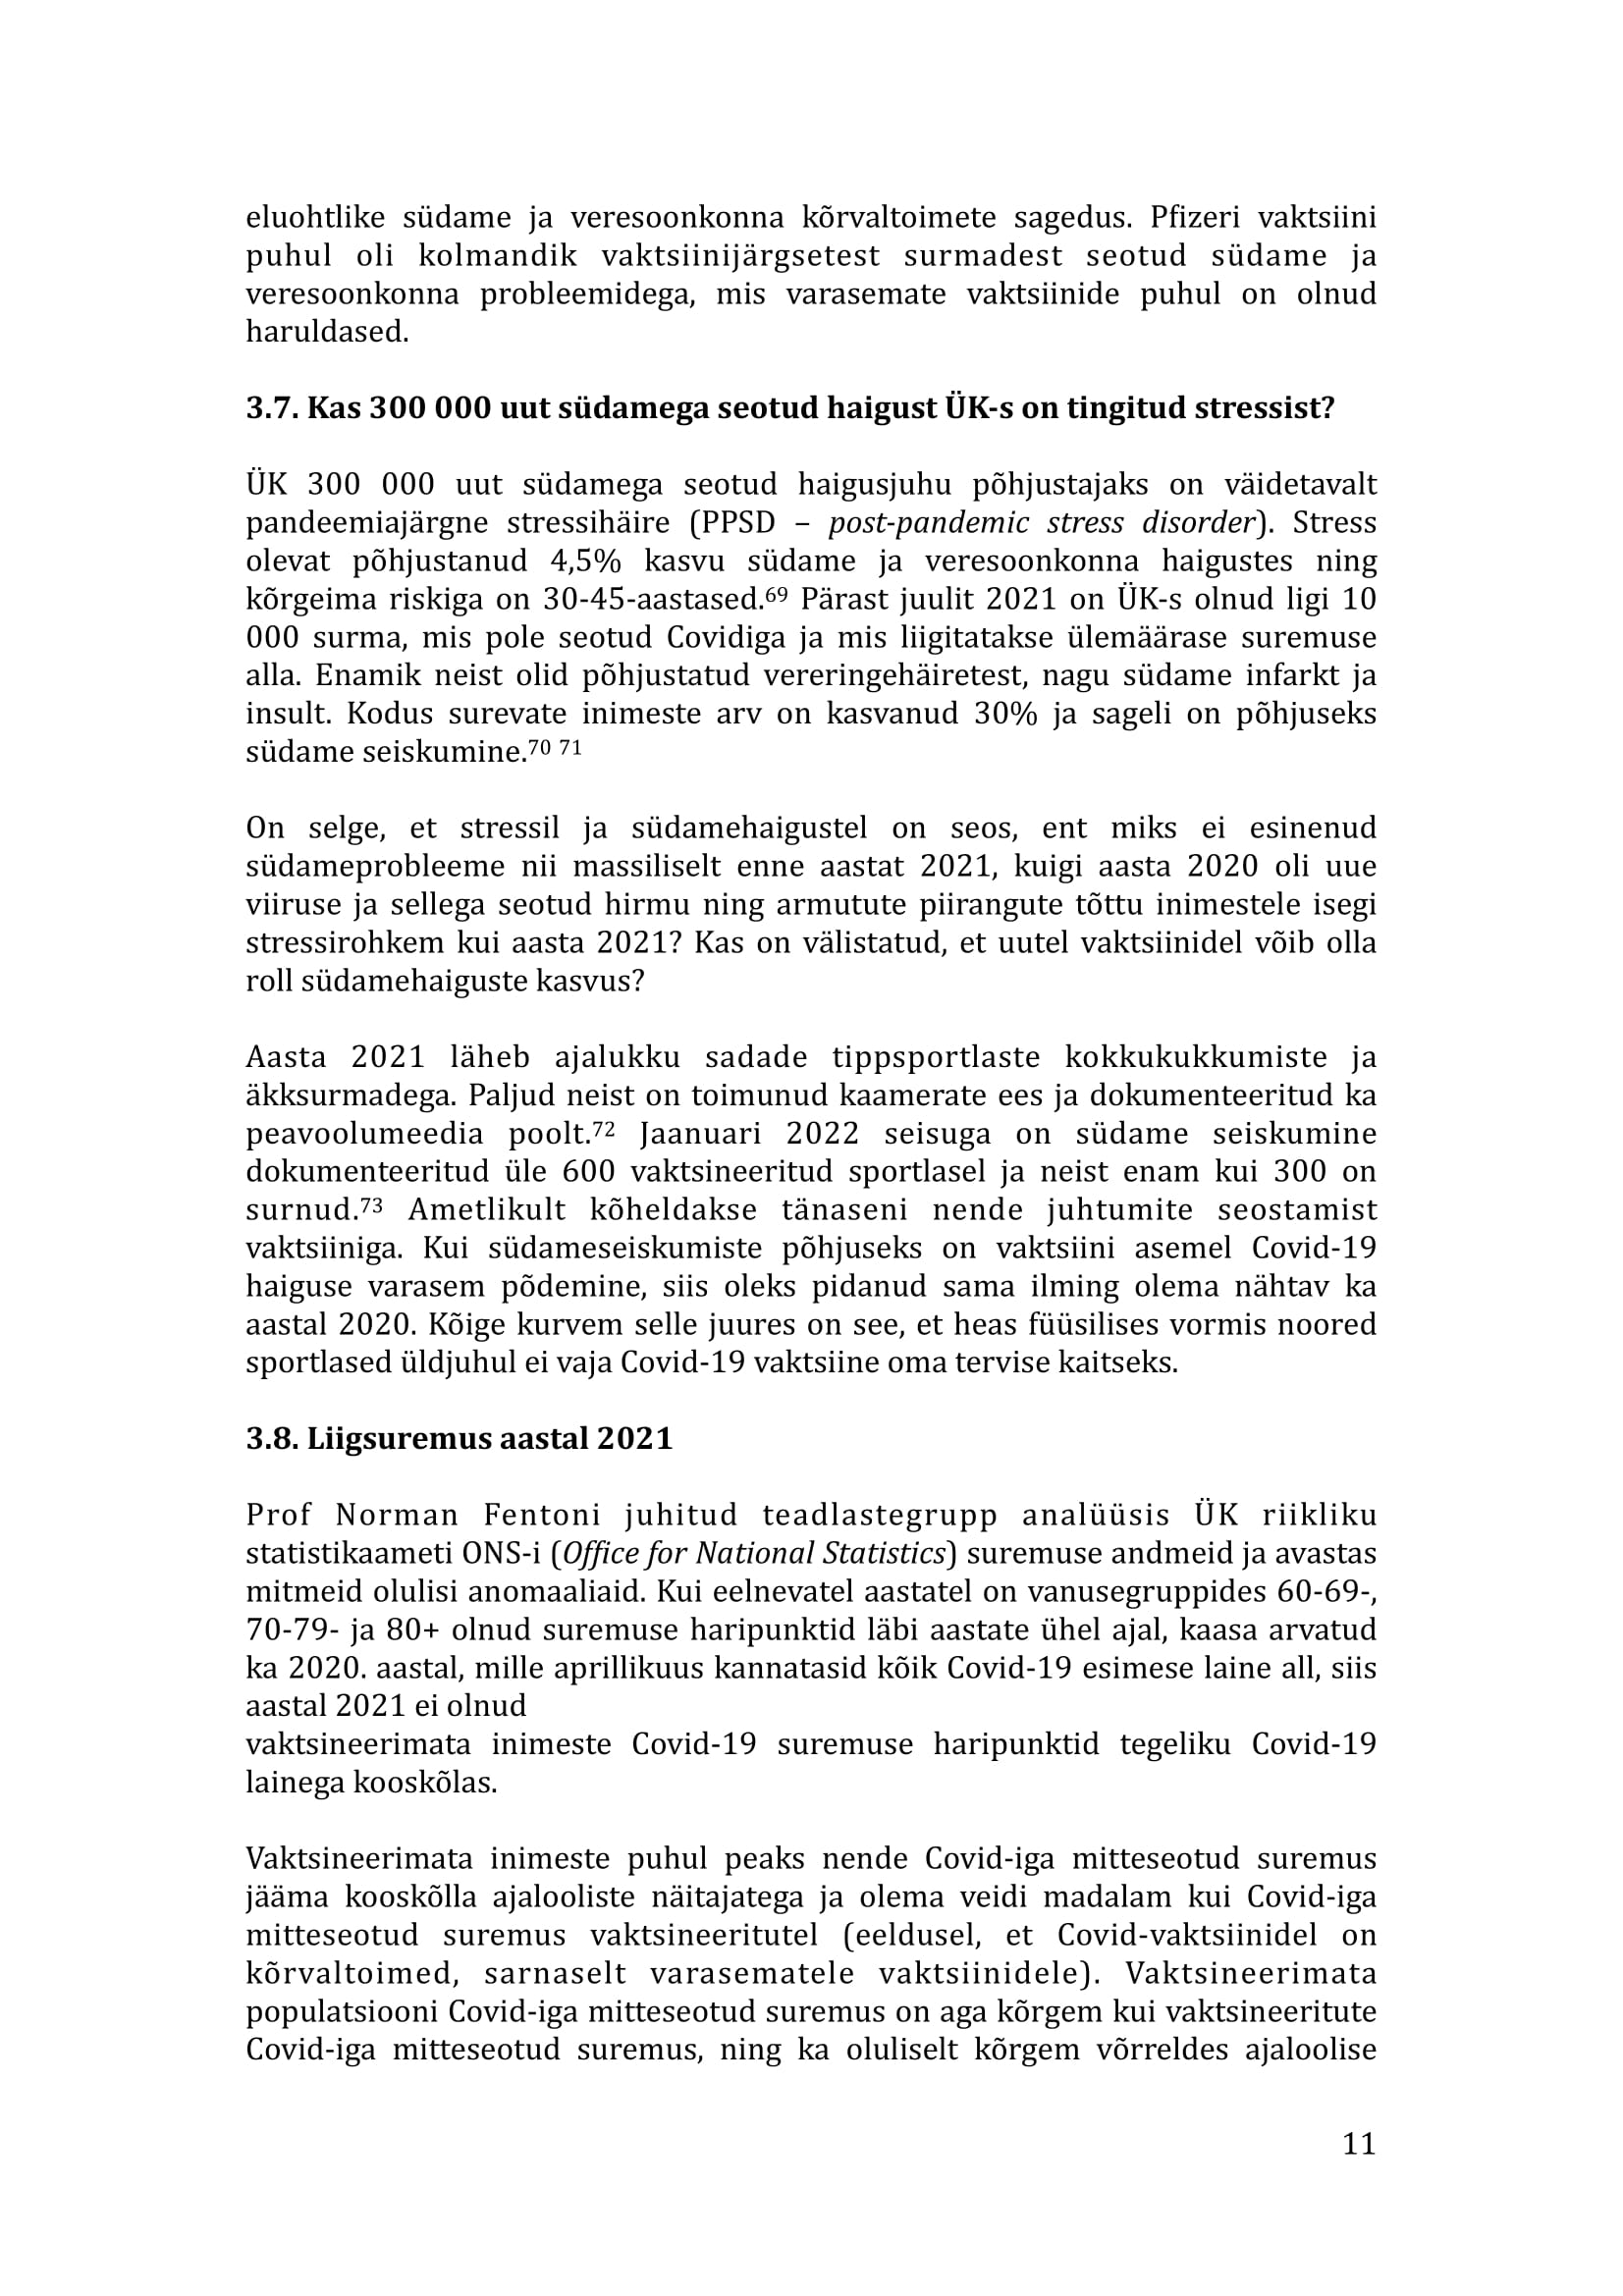 eluohtlike südame ja veresoonkonna kõrvaltoimete sagedus. Pfizeri vaktsiini
puhul oli kolmandik vaktsiinijärgsetest surmadest seotud südame ja
veresoonkonna probleemidega, mis varasemate vaktsiinide puhul on olnud
haruldased.
3.7. Kas 300 000 uut südamega seotud haigust ÜK-s on tingitud stressist?
ÜK 300 000 uut südamega seotud haigusjuhu põhjustajaks on väidetavalt
pandeemiajärgne stressihäire (PPSD – post-pandemic stress disorder). Stress
olevat põhjustanud 4,5% kasvu südame ja veresoonkonna haigustes ning
kõrgeima riskiga on 30-45-aastased.69 Pärast juulit 2021 on ÜK-s olnud ligi 10
000 surma, mis pole seotud Covidiga ja mis liigitatakse ülemäärase suremuse
alla. Enamik neist olid põhjustatud vereringehäiretest, nagu südame infarkt ja
insult. Kodus surevate inimeste arv on kasvanud 30% ja sageli on põhjuseks
südame seiskumine.70 71
On selge, et stressil ja südamehaigustel on seos, ent miks ei esinenud
südameprobleeme nii massiliselt enne aastat 2021, kuigi aasta 2020 oli uue
viiruse ja sellega seotud hirmu ning armutute piirangute tõttu inimestele isegi
stressirohkem kui aasta 2021? Kas on välistatud, et uutel vaktsiinidel võib olla
roll südamehaiguste kasvus?
Aasta 2021 läheb ajalukku sadade tippsportlaste kokkukukkumiste ja
äkksurmadega. Paljud neist on toimunud kaamerate ees ja dokumenteeritud ka
peavoolumeedia poolt.72 Jaanuari 2022 seisuga on südame seiskumine
dokumenteeritud üle 600 vaktsineeritud sportlasel ja neist enam kui 300 on
surnud.73 Ametlikult kõheldakse tänaseni nende juhtumite seostamist
vaktsiiniga. Kui südameseiskumiste põhjuseks on vaktsiini asemel Covid-19
haiguse varasem põdemine, siis oleks pidanud sama ilming olema nähtav ka
aastal 2020. Kõige kurvem selle juures on see, et heas füüsilises vormis noored
sportlased üldjuhul ei vaja Covid-19 vaktsiine oma tervise kaitseks.
3.8. Liigsuremus aastal 2021
Prof Norman Fentoni juhitud teadlastegrupp analüüsis ÜK riikliku
statistikaameti ONS-i (Office for National Statistics) suremuse andmeid ja avastas
mitmeid olulisi anomaaliaid. Kui eelnevatel aastatel on vanusegruppides 60-69-,
70-79- ja 80+ olnud suremuse haripunktid läbi aastate ühel ajal, kaasa arvatud
ka 2020. aastal, mille aprillikuus kannatasid kõik Covid-19 esimese laine all, siis
aastal 2021 ei olnud
vaktsineerimata inimeste Covid-19 suremuse haripunktid tegeliku Covid-19
lainega kooskõlas.
Vaktsineerimata inimeste puhul peaks nende Covid-iga mitteseotud suremus
jääma kooskõlla ajalooliste näitajatega ja olema veidi madalam kui Covid-iga
mitteseotud suremus vaktsineeritutel (eeldusel, et Covid-vaktsiinidel on
kõrvaltoimed, sarnaselt varasematele vaktsiinidele). Vaktsineerimata
populatsiooni Covid-iga mitteseotud suremus on aga kõrgem kui vaktsineeritute
Covid-iga mitteseotud suremus, ning ka oluliselt kõrgem võrreldes ajaloolise
11